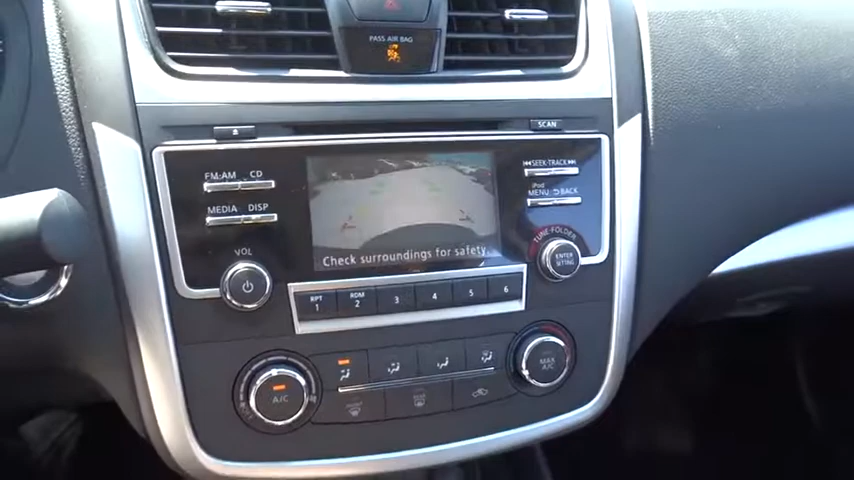 PASS AIR BAG
OFF
SCAN
FM·AM CD
SEEK·TRACK
MEDIA DISP
iPod MENU BACK
Check surroundings for safety
VOL
TUNE·FOLDER
ENTER
SETTING
RPT 1 RDM 2 3 4 5 6
A/C
MAX A/C